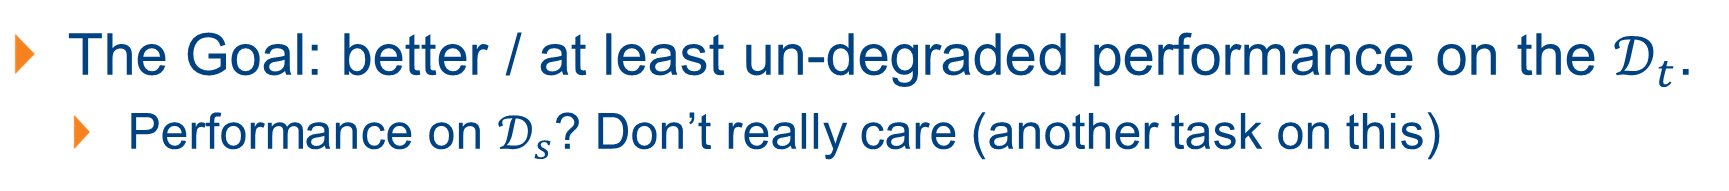 The Goal: better / at least un-degraded performance on the 𝒟ₜ.
Performance on 𝒟ₛ? Don’t really care (another task on this)